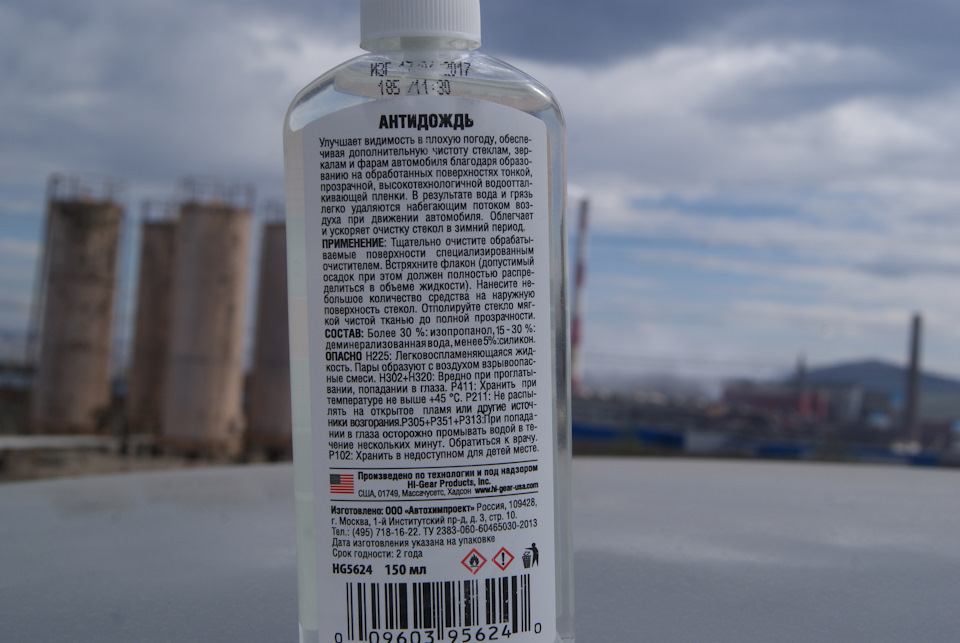 ИЗГ 17 04 2017
185 /11:30
АНТИДОЖДЬ
Улучшает видимость в плохую погоду, обеспе-
чивая дополнительную чистоту стеклам, зер-
калам и фарам автомобиля благодаря образо-
ванию на обработанных поверхностях тонкой,
прозрачной, высокотехнологичной водооттал-
кивающей пленки. В результате вода и грязь
легко удаляются набегающим потоком воз-
духа при движении автомобиля. Облегчает
и ускоряет очистку стекол в зимний период.
ПРИМЕНЕНИЕ: Тщательно очистите обрабаты-
ваемые поверхности специализированным
очистителем. Встряхните флакон (допустимый
осадок при этом должен полностью распре-
делиться в объеме жидкости). Нанесите не-
большое количество средства на наружную
поверхность стекол. Отполируйте стекло мяг-
кой чистой тканью до полной прозрачности.
СОСТАВ: Более 30 %: изопропанол, 15 - 30 %:
деминерализованная вода, менее 5%:силикон.
ОПАСНО H225: Легковоспламеняющаяся жид-
кость. Пары образуют с воздухом взрывоопас-
ные смеси. H302+H320: Вредно при проглаты-
вании, попадании в глаза. P411: Хранить при
температуре не выше +45 °C. P211: Не распы-
лять на открытое пламя или другие источ-
ники возгорания.P305+P351+P313:При попада-
нии в глаза осторожно промывать водой в те-
чение нескольких минут. Обратиться к врачу.
P102: Хранить в недоступном для детей месте.
Произведено по технологии и под надзором
Hi-Gear Products, Inc.
США, 01749, Массачусетс, Хадсон www.hi-gear-usa.com
Изготовлено: ООО «Автохимпроект» Россия, 109428,
г. Москва, 1-й Институтский пр-д, д. 3, стр. 10.
Тел.: (495) 718-16-22. ТУ 2383-060-60465030-2013
Дата изготовления указана на упаковке
Срок годности: 2 года
HG5624 150 мл
0 09603 95624 0